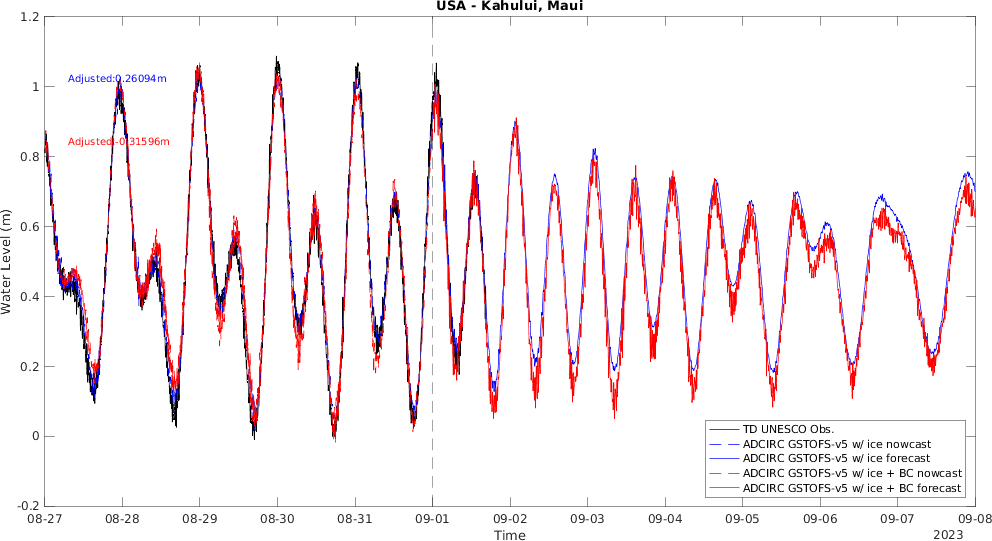 USA - Kahului, Maui
1.2
1
0.8
0.6
0.4
0.2
0
-0.2
Water Level (m)
Adjusted:0.26094m
Adjusted:-0.31596m
TD UNESCO Obs.
ADCIRC GSTOFS-v5 w/ ice nowcast
ADCIRC GSTOFS-v5 w/ ice forecast
ADCIRC GSTOFS-v5 w/ ice + BC nowcast
ADCIRC GSTOFS-v5 w/ ice + BC forecast
08-27 08-28 08-29 08-30 08-31 09-01 09-02 09-03 09-04 09-05 09-06 09-07 09-08
Time
2023